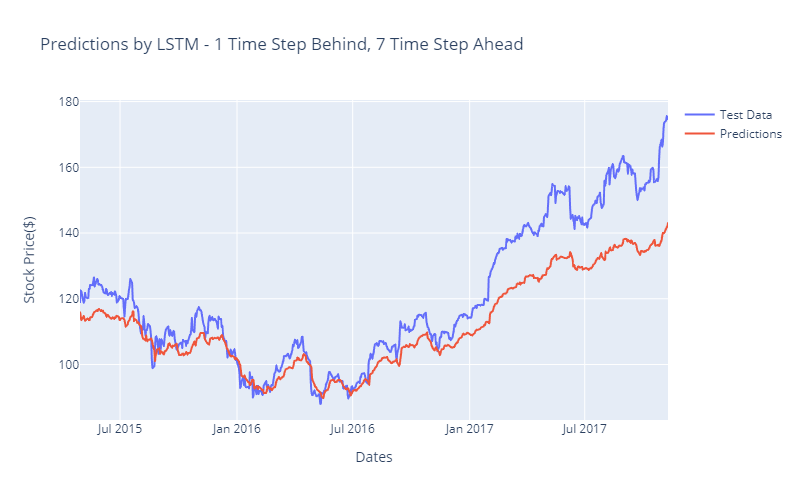 Predictions by LSTM - 1 Time Step Behind, 7 Time Step Ahead
180
160
140
120
100
Stock Price($)
Jul 2015
Jan 2016
Jul 2016
Jan 2017
Jul 2017
Dates
Test Data
Predictions